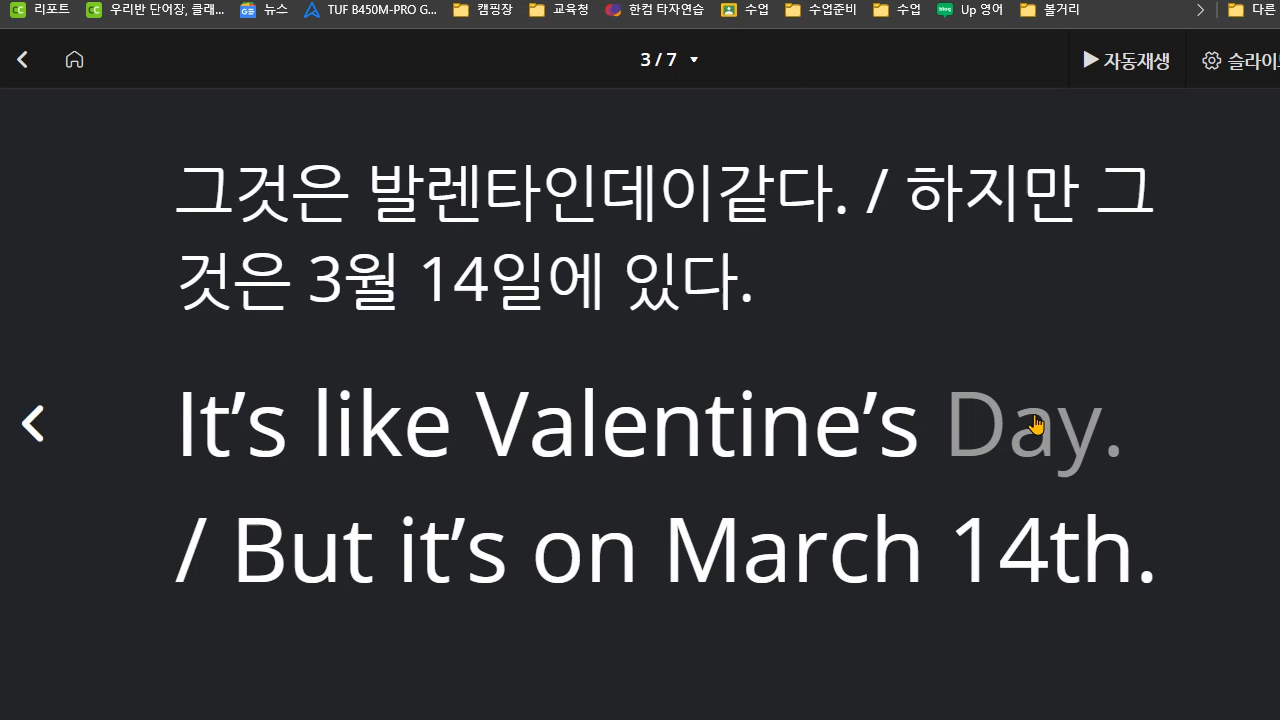 리포트 우리반 단어장, 클래... 뉴스 TUF B450M-PRO G... 캠핑장 교육청 한컴 타자연습 수업 수업준비 수업 Up 영어 볼거리 다른
3 / 7 자동재생 슬라이드
그것은 발렌타인데이같다. / 하지만 그
것은 3월 14일에 있다.
It’s like Valentine’s Day.
/ But it’s on March 14th.